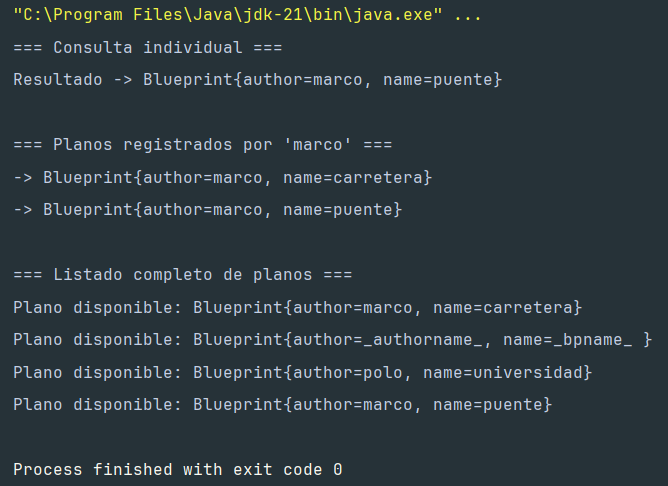 "C:\Program Files\Java\jdk-21\bin\java.exe" ...
=== Consulta individual ===
Resultado -> Blueprint{author=marco, name=puente}
=== Planos registrados por 'marco' ===
-> Blueprint{author=marco, name=carretera}
-> Blueprint{author=marco, name=puente}
=== Listado completo de planos ===
Plano disponible: Blueprint{author=marco, name=carretera}
Plano disponible: Blueprint{author=_authorname_, name=_bpname_ }
Plano disponible: Blueprint{author=polo, name=universidad}
Plano disponible: Blueprint{author=marco, name=puente}
Process finished with exit code 0